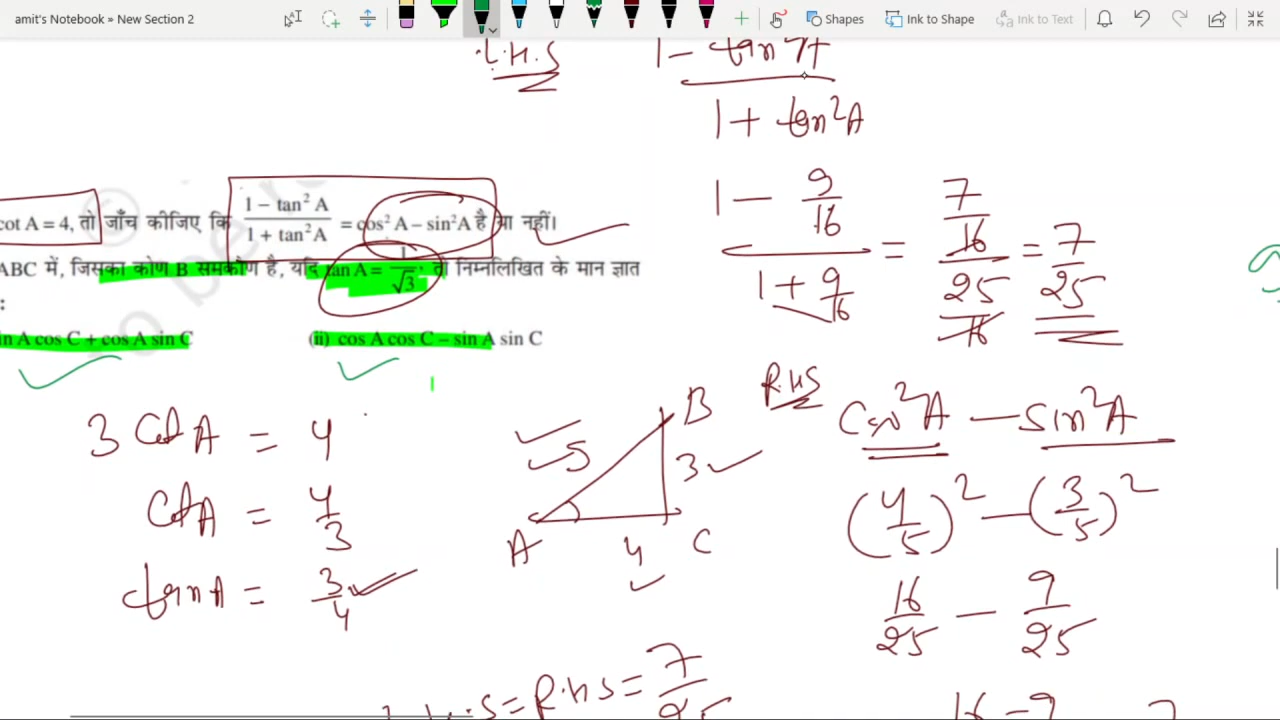 amit's Notebook » New Section 2
Shapes Ink to Shape Ink to Text
L.H.S 1 - tan²A / 1 + tan²A
cot A = 4, तो जाँच कीजिए कि (1 – tan² A)/(1 + tan² A) = cos² A – sin²A है या नहीं।
ABC में, जिसका कोण B समकोण है, यदि tan A = 1/√3, तो निम्नलिखित के मान ज्ञात
:
in A cos C + cos A sin C (ii) cos A cos C – sin A sin C
(1 - 9/16)/(1 + 9/16) = (7/16)/(25/16) = 7/25
3 cot A = 4
cot A = 4/3
tan A = 3/4
B
5 3
A 4 C
R.H.S
cos²A - sin²A
(4/5)² - (3/5)²
16/25 - 9/25
16 - 9 7
L.H.S = R.H.S = 7/25